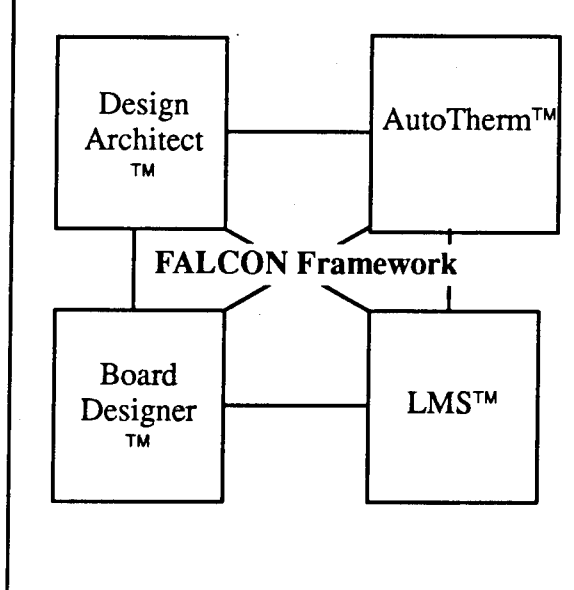 Design
Architect
TM
AutoTherm™
FALCON Framework
Board
Designer
TM
LMS™